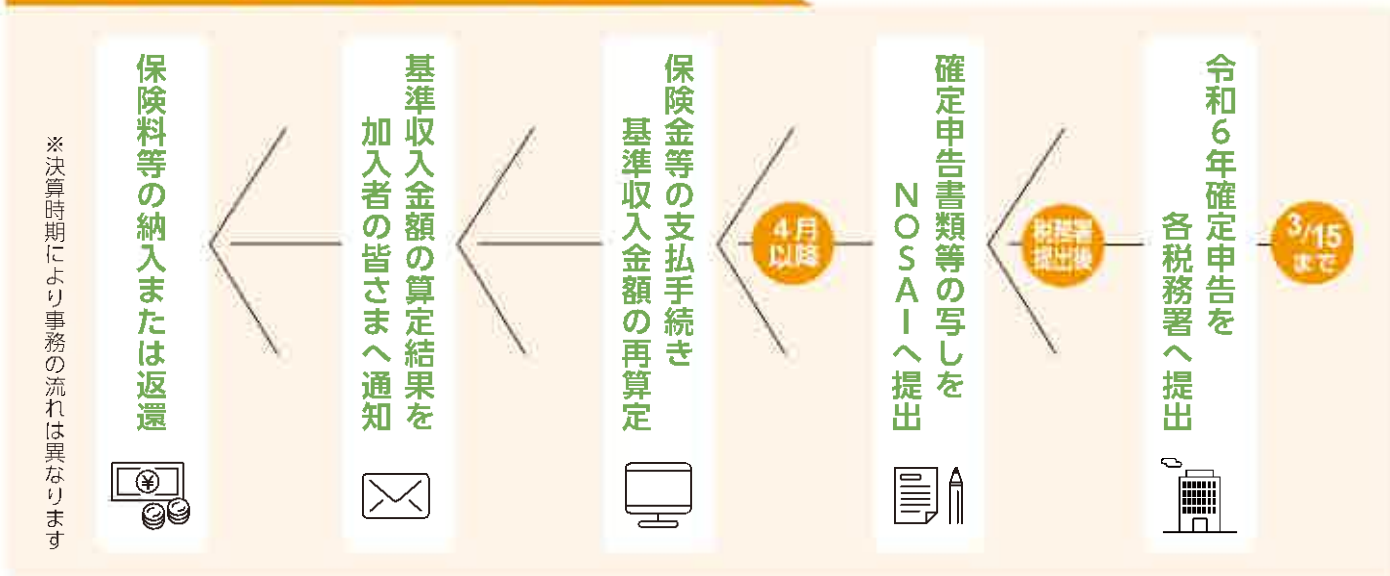 3/15
まで
令和6年確定申告を
各税務署へ提出
税務署
提出後
確定申告書類等の写しを
NOSAIへ提出
4月
以降
保険金等の支払手続き
基準収入金額の再算定
基準収入金額の算定結果を
加入者の皆さまへ通知
保険料等の納入または返還
※決算時期により事務の流れは異なります